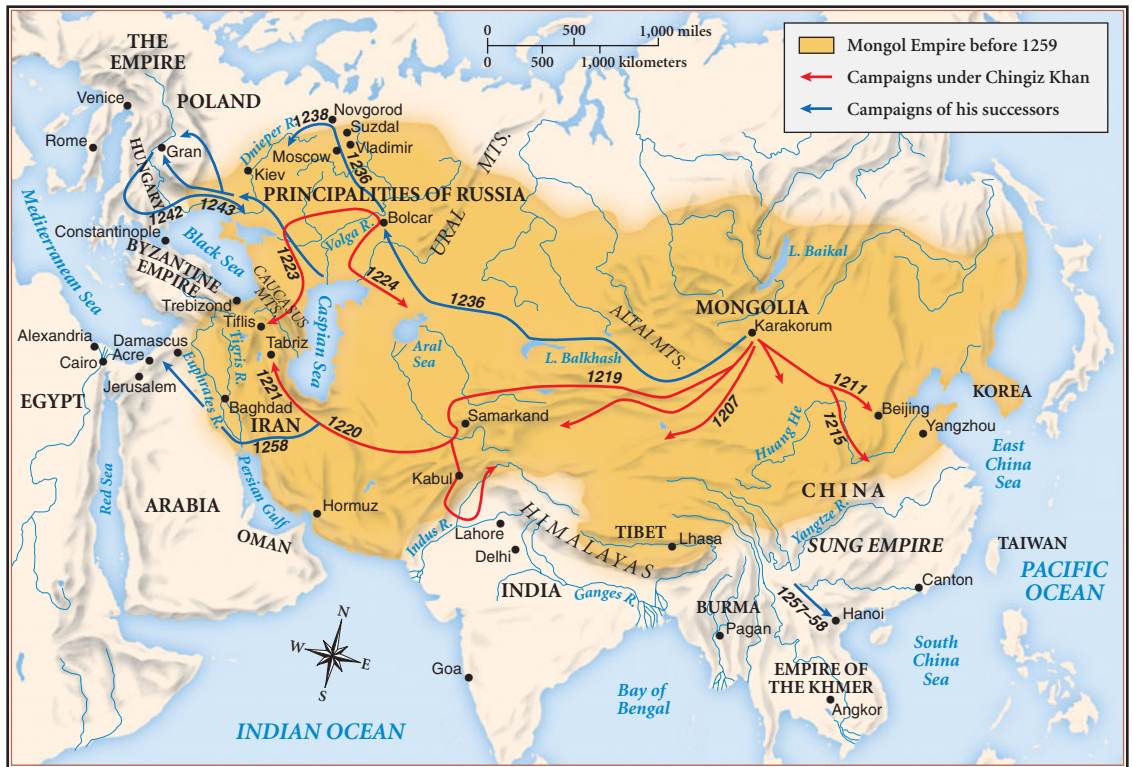 0 500 1,000 miles
0 500 1,000 kilometers
Mongol Empire before 1259
Campaigns under Chingiz Khan
Campaigns of his successors
THE
EMPIRE
Venice
POLAND
Rome
HUNGARY
Gran
Dnieper R.
1238
Novgorod
Suzdal
Vladimir
Moscow
1236
Kiev
PRINCIPALITIES OF RUSSIA
URAL MTS.
Bolcar
Volga R.
1242
1243
Mediterranean Sea
Constantinople
Black Sea
BYZANTINE
EMPIRE
1223
1224
CAUCASUS
MTS.
Caspian Sea
Trebizond
Tiflis
Tabriz
Tigris R.
Aral
Sea
1236
L. Balkhash
ALTAI MTS.
L. Baikal
MONGOLIA
Karakorum
Alexandria
Cairo
Damascus
Acre
Jerusalem
EGYPT
Euphrates R.
1221
Baghdad
IRAN
1220
1258
1219
Samarkand
1207
1211
1215
Huang He
Beijing
Yangzhou
KOREA
East
China
Sea
Kabul
Red Sea
ARABIA
Persian Gulf
OMAN
Hormuz
Indus R.
Lahore
Delhi
HIMALAYAS
TIBET
Lhasa
CHINA
Yangtze R.
SUNG EMPIRE
TAIWAN
PACIFIC
OCEAN
INDIA
Ganges R.
BURMA
Pagan
1257–58
Hanoi
Canton
South
China
Sea
EMPIRE OF
THE KHMER
Angkor
Goa
Bay of
Bengal
N
W
E
S
INDIAN OCEAN